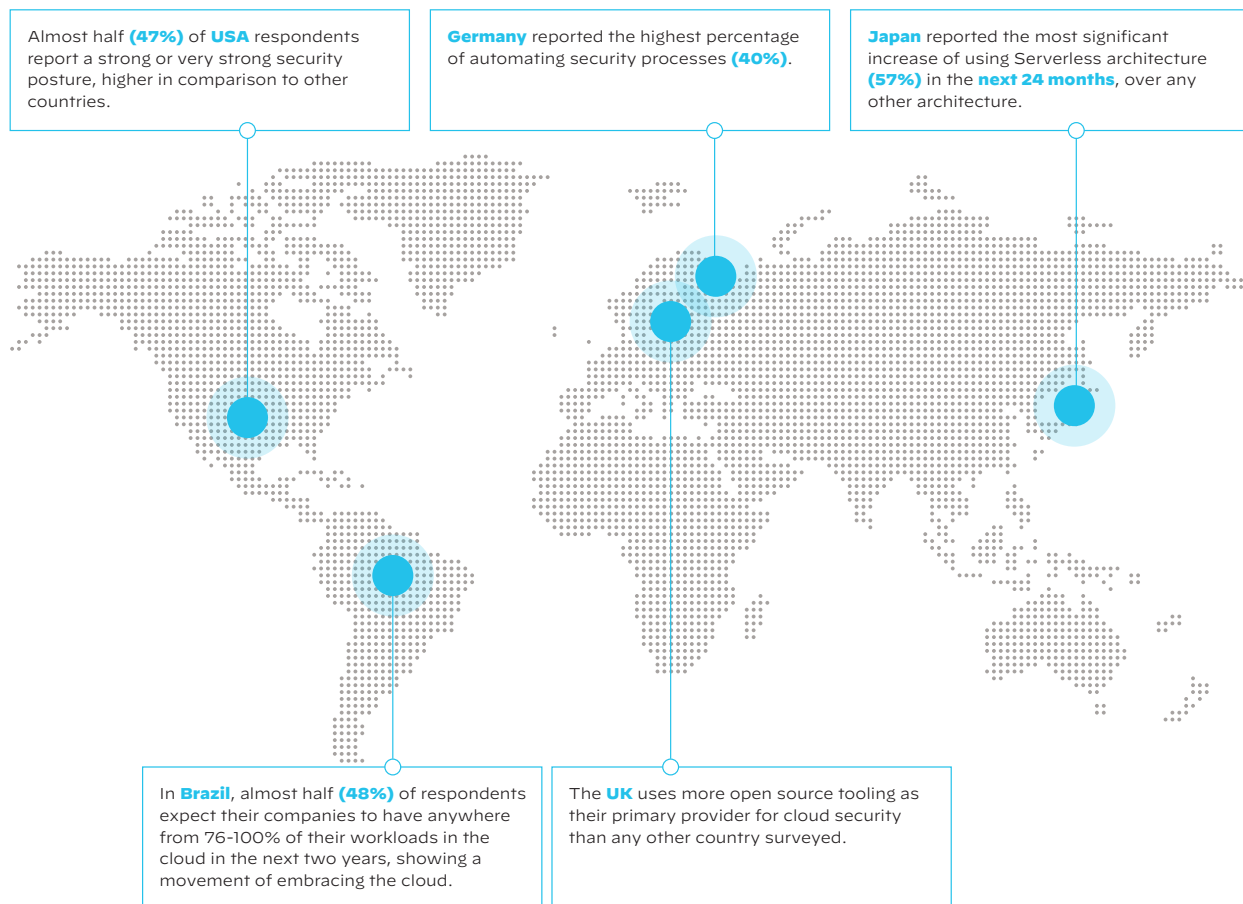 Almost half (47%) of USA respondents
report a strong or very strong security
posture, higher in comparison to other
countries.
Germany reported the highest percentage
of automating security processes (40%).
Japan reported the most significant
increase of using Serverless architecture
(57%) in the next 24 months, over any
other architecture.
In Brazil, almost half (48%) of respondents
expect their companies to have anywhere
from 76-100% of their workloads in the
cloud in the next two years, showing a
movement of embracing the cloud.
The UK uses more open source tooling as
their primary provider for cloud security
than any other country surveyed.